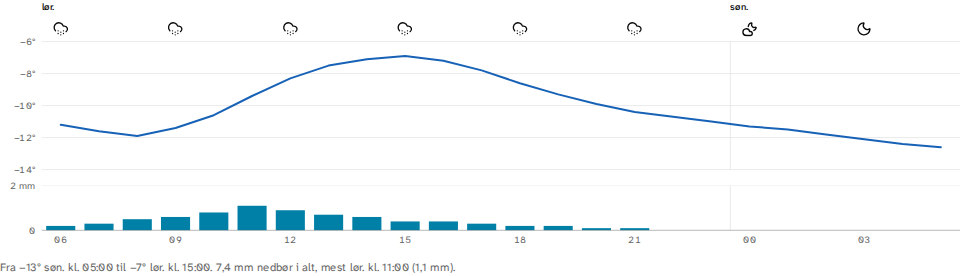 lør. søn.
−6°
−8°
−10°
−12°
−14°
2 mm
0
06 09 12 15 18 21 00 03
Fra −13° søn. kl. 05:00 til −7° lør. kl. 15:00. 7,4 mm nedbør i alt, mest lør. kl. 11:00 (1,1 mm).